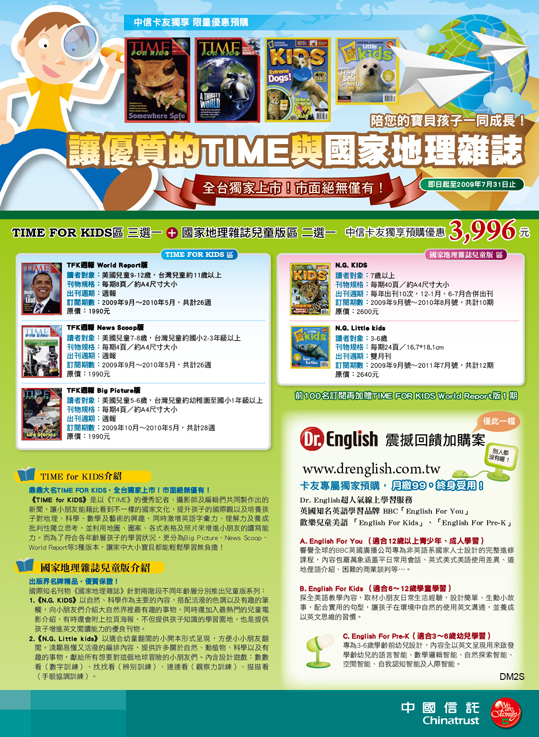 中信卡友獨享 限量優惠預購
TIME
FOR KIDS
Somewhere Safe
TIME
FOR KIDS
A THIRSTY
WORLD
KIDS
Extreme
Dogs!
Little
KIDS
陪您的寶貝孩子一同成長！
讓優質的TIME與國家地理雜誌
全台獨家上市！市面絕無僅有！
即日起至2009年7月31日止
TIME FOR KIDS區 三選一 + 國家地理雜誌兒童版區 二選一 中信卡友獨享預購優惠 3,996 元
TIME FOR KIDS 區
TFK週報 World Report版
讀者對象：美國兒童9-12歲，台灣兒童約11歲以上
刊物規格：每期8頁／約A4尺寸大小
出刊週期：週報
訂閱期數：2009年9月～2010年5月，共計26週
原價：1990元
TFK週報 News Scoop版
讀者對象：美國兒童7-8歲，台灣兒童約國小2-3年級以上
刊物規格：每期4頁／約A4尺寸大小
出刊週期：週報
訂閱期數：2009年9月～2010年5月，共計26週
原價：1990元
TFK週報 Big Picture版
讀者對象：美國兒童5-6歲，台灣兒童約幼稚園至國小1年級以上
刊物規格：每期4頁／約A4尺寸大小
出刊週期：週報
訂閱期數：2009年10月～2010年5月，共計28週
原價：1990元
國家地理雜誌兒童版 區
N.G. KIDS
讀者對象：7歲以上
刊物規格：每期40頁／約A4尺寸大小
出刊週期：每年出刊10次，12-1月、6-7月合併出刊
訂閱期數：2009年9月號～2010年8月號，共計10期
原價：2600元
N.G. Little kids
讀者對象：3-6歲
刊物規格：每期24頁／16.7*18.1cm
出刊週期：雙月刊
訂閱期數：2009年9月號～2011年7月號，共計12期
原價：2640元
前100名訂閱再加贈TIME FOR KIDS World Report版1期
TIME for KIDS介紹
鼎鼎大名TIME FOR KIDS，全台獨家上市！市面絕無僅有！
《TIME for KIDS》是以《TIME》的優秀記者、攝影師及編輯們共同製作出的
新聞，讓小朋友能藉此看到不一樣的國家文化，提升孩子的國際觀以及培養孩
子對地理、科學、數學及藝術的興趣，同時激增英語字彙力、理解力及養成
批判性獨立思考，並利用地圖、圖案、各式表格及照片來增進小朋友的讀寫能
力。而為了符合各年齡層孩子的學習狀況，更分為Big Picture、News Scoop、
World Report等3種版本，讓家中大小寶貝都能輕鬆學習無負擔！
國家地理雜誌兒童版介紹
出版界名牌精品，優質保證！
國際知名刊物《國家地理雜誌》針對兩階段不同年齡層分別推出兒童版系列：
1.《N.G. KIDS》以自然、科學作為主要的內容，搭配活潑的色調以及有趣的筆
觸，向小朋友們介紹大自然界裡最有趣的事物，同時還加入最熱門的兒童電
影介紹，有時還會附上拉頁海報，不但提供孩子知識的學習園地，也是提供
孩子增進英文閱讀能力的優良刊物。
2.《N.G. Little kids》以適合幼童翻閱的小開本形式呈現，方便小小朋友翻
閱。淺顯易懂又活潑的編排內容，提供許多關於自然、動植物、科學以及有
趣的事物，獻給所有想要對這個地球冒險的小朋友們。內含設計遊戲：數數
看（數字訓練）、找找看（辨別訓練）、連連看（觀察力訓練）、描描看
（手眼協調訓練）。
僅此一檔
別人都沒有喔！
Dr. English 震撼回饋加購案
www.drenglish.com.tw
卡友專屬獨家預購，月繳99，終身受用！
Dr. English超人氣線上學習服務
英國知名英語學習品牌 BBC「English For You」
歡樂兒童美語 「English For Kids」、「English For Pre-K」
A. English For You（適合12歲以上青少年、成人學習）
響譽全球的BBC英國廣播公司專為非英語系國家人士設計的完整進修
課程，內容包羅萬象涵蓋平日常用會話、英式美式美語使用差異、道
地俚語介紹、困難的商業談判等…。
B. English For Kids （適合6～12歲學童學習）
探全美語教學內容，取材小朋友日常生活經驗，設計簡單、生動小故
事，配合實用的句型，讓孩子在環境中自然的使用英文溝通，並養成
以英文思維的習慣。
C. English For Pre-K（適合3～6歲幼兒學習）
專為3-6歲學齡前幼兒設計，內容全以英文呈現用來啟發
學齡幼兒的語言智能、數學邏輯智能、自然探索智能、
空間智能、自我認知智能及人際智能。
DM2S
中國信託
Chinatrust